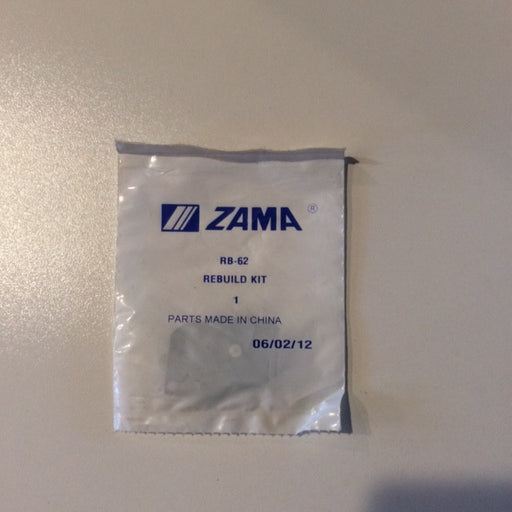 ZAMA ®
RB-62
REBUILD KIT
1
PARTS MADE IN CHINA
06/02/12